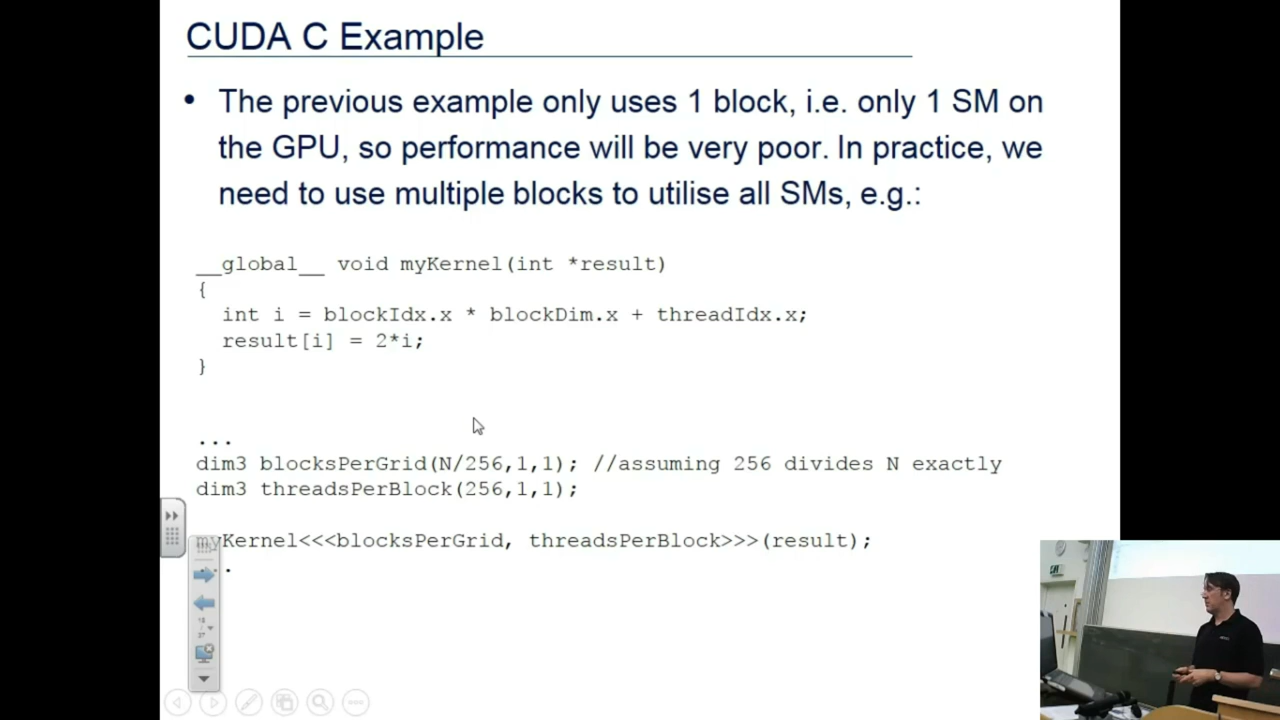 CUDA C Example
• The previous example only uses 1 block, i.e. only 1 SM on
the GPU, so performance will be very poor. In practice, we
need to use multiple blocks to utilise all SMs, e.g.:
__global__ void myKernel(int *result)
{
int i = blockIdx.x * blockDim.x + threadIdx.x;
result[i] = 2*i;
}
...
dim3 blocksPerGrid(N/256,1,1); //assuming 256 divides N exactly
dim3 threadsPerBlock(256,1,1);
myKernel<<<blocksPerGrid, threadsPerBlock>>>(result);
...